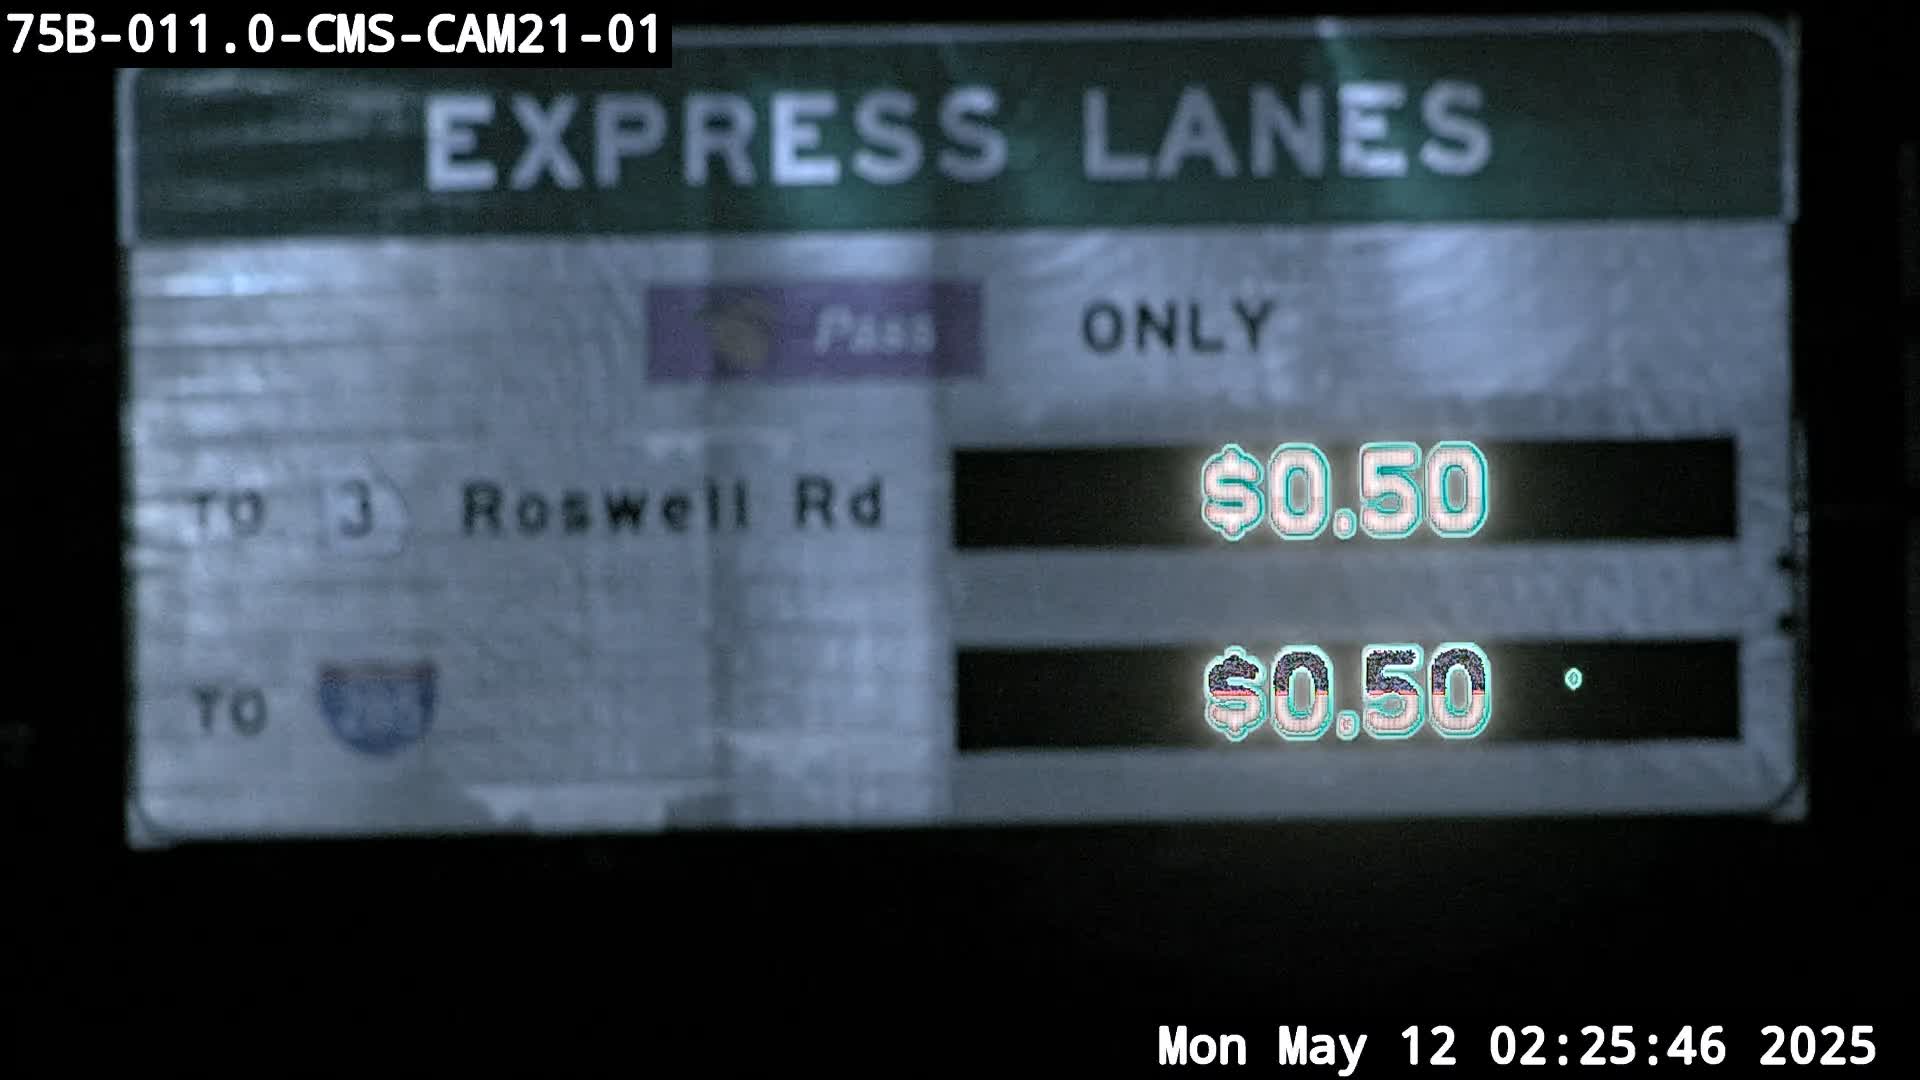 75B-011.0-CMS-CAM21-01
EXPRESS LANES
Pass ONLY
TO 3 Roswell Rd $0.50
TO $0.50
Mon May 12 02:25:46 2025